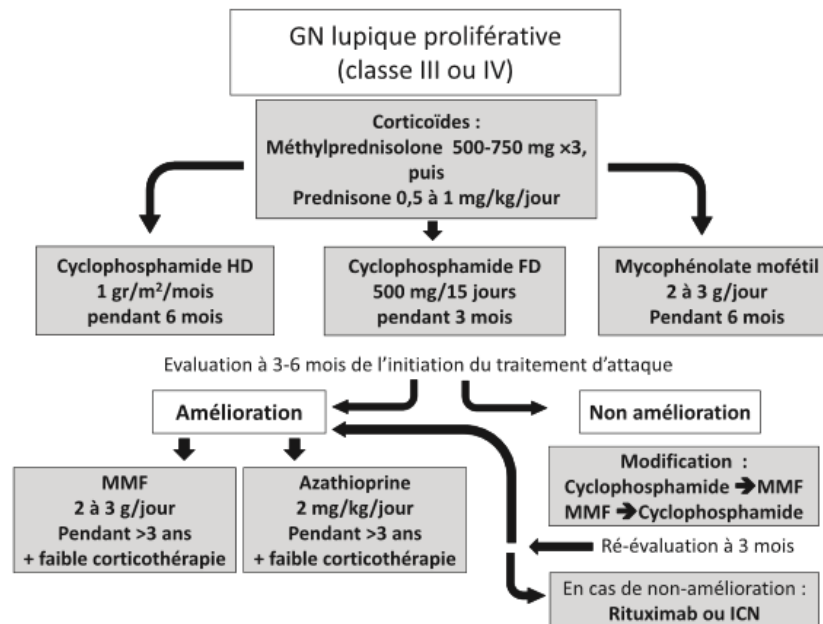 GN lupique proliférative
(classe III ou IV)
Corticoïdes :
Méthylprednisolone 500-750 mg ×3,
puis
Prednisone 0,5 à 1 mg/kg/jour
Cyclophosphamide HD
1 gr/m²/mois
pendant 6 mois
Cyclophosphamide FD
500 mg/15 jours
pendant 3 mois
Mycophénolate mofétil
2 à 3 g/jour
Pendant 6 mois
Evaluation à 3-6 mois de l’initiation du traitement d’attaque
Amélioration
Non amélioration
MMF
2 à 3 g/jour
Pendant >3 ans
+ faible corticothérapie
Azathioprine
2 mg/kg/jour
Pendant >3 ans
+ faible corticothérapie
Modification :
Cyclophosphamide ➔MMF
MMF ➔Cyclophosphamide
Ré-évaluation à 3 mois
En cas de non-amélioration :
Rituximab ou ICN